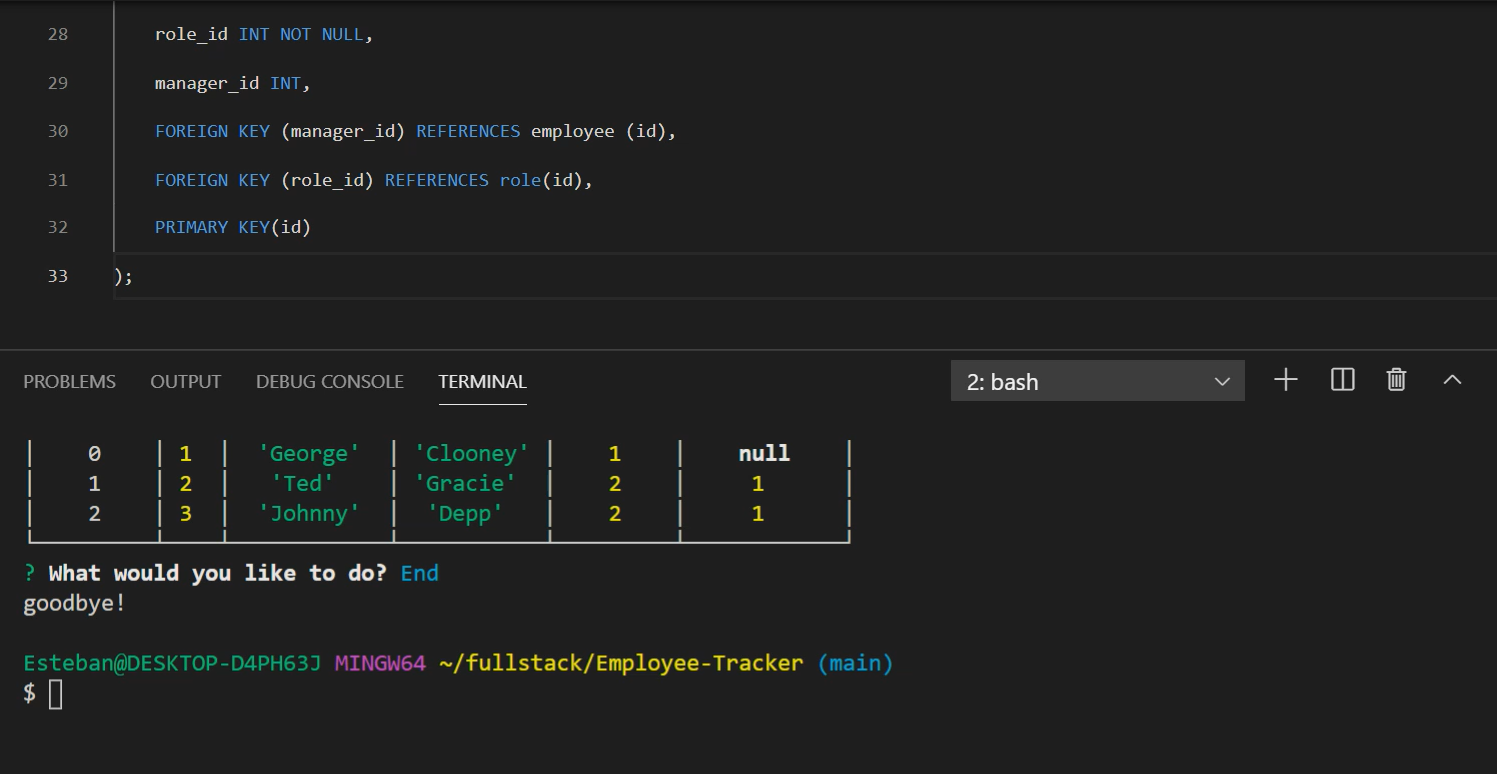 28 role_id INT NOT NULL,
29 manager_id INT,
30 FOREIGN KEY (manager_id) REFERENCES employee (id),
31 FOREIGN KEY (role_id) REFERENCES role(id),
32 PRIMARY KEY(id)
33 );
PROBLEMS OUTPUT DEBUG CONSOLE TERMINAL 2: bash
│ 0 │ 1 │ 'George' │ 'Clooney' │ 1 │ null │
│ 1 │ 2 │ 'Ted' │ 'Gracie' │ 2 │ 1 │
│ 2 │ 3 │ 'Johnny' │ 'Depp' │ 2 │ 1 │
? What would you like to do? End
goodbye!
Esteban@DESKTOP-D4PH63J MINGW64 ~/fullstack/Employee-Tracker (main)
$